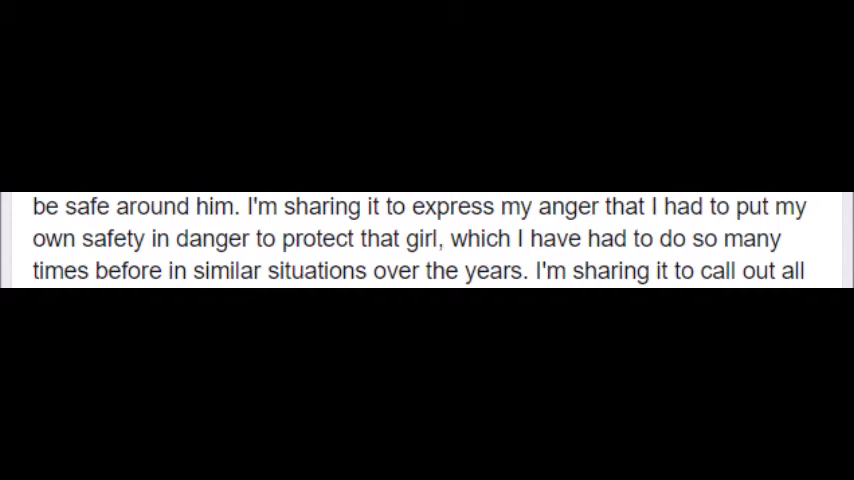 be safe around him. I'm sharing it to express my anger that I had to put my
own safety in danger to protect that girl, which I have had to do so many
times before in similar situations over the years. I'm sharing it to call out all